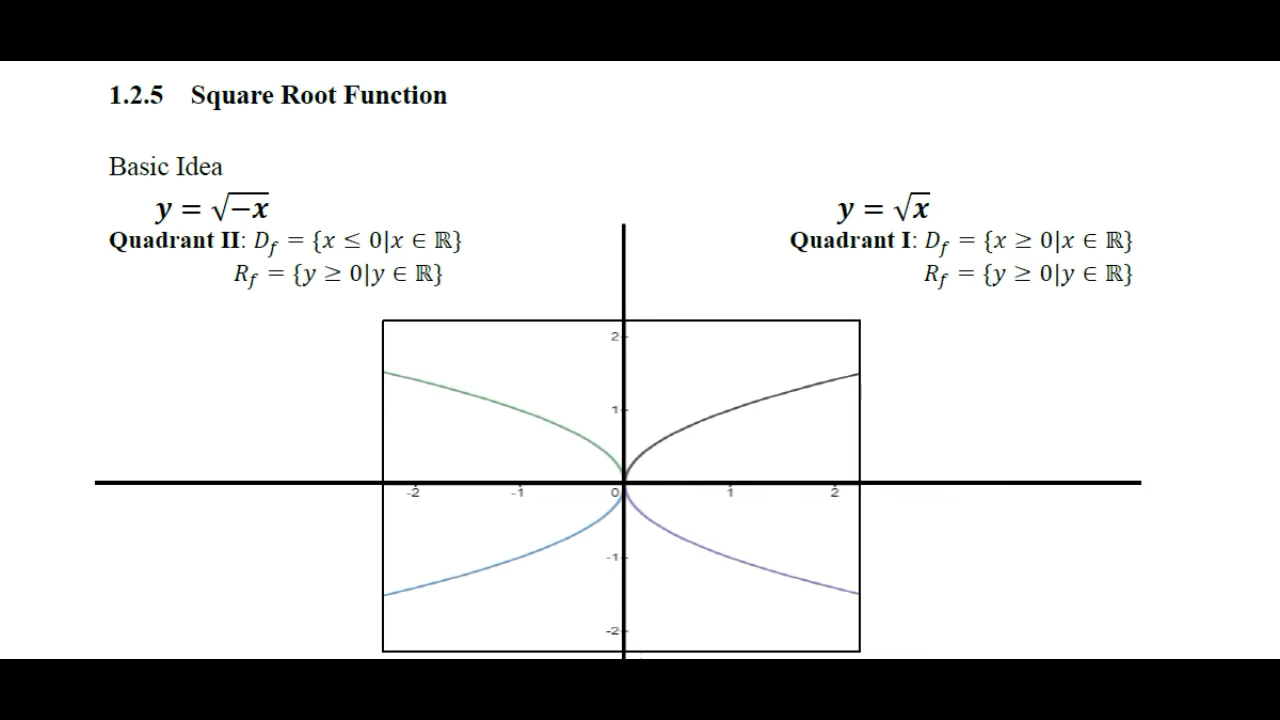 1.2.5 Square Root Function
Basic Idea
y = √−x
Quadrant II: D_f = {x ≤ 0|x ∈ ℝ}
R_f = {y ≥ 0|y ∈ ℝ}
y = √x
Quadrant I: D_f = {x ≥ 0|x ∈ ℝ}
R_f = {y ≥ 0|y ∈ ℝ}
2
1
-2 -1 0 1 2
-1
-2